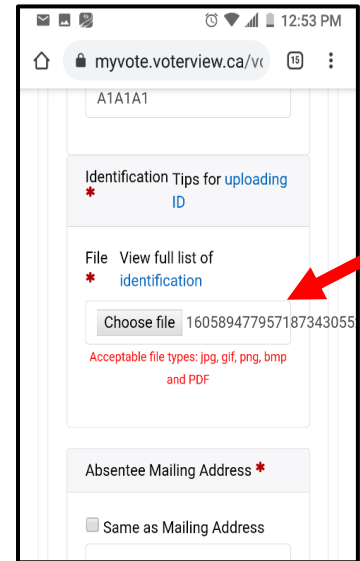 12:53 PM
myvote.voterview.ca/vo
15
A1A1A1
Identification Tips for uploading
* ID
File View full list of
* identification
Choose file 160589477957187343055
Acceptable file types: jpg, gif, png, bmp
and PDF
Absentee Mailing Address *
Same as Mailing Address